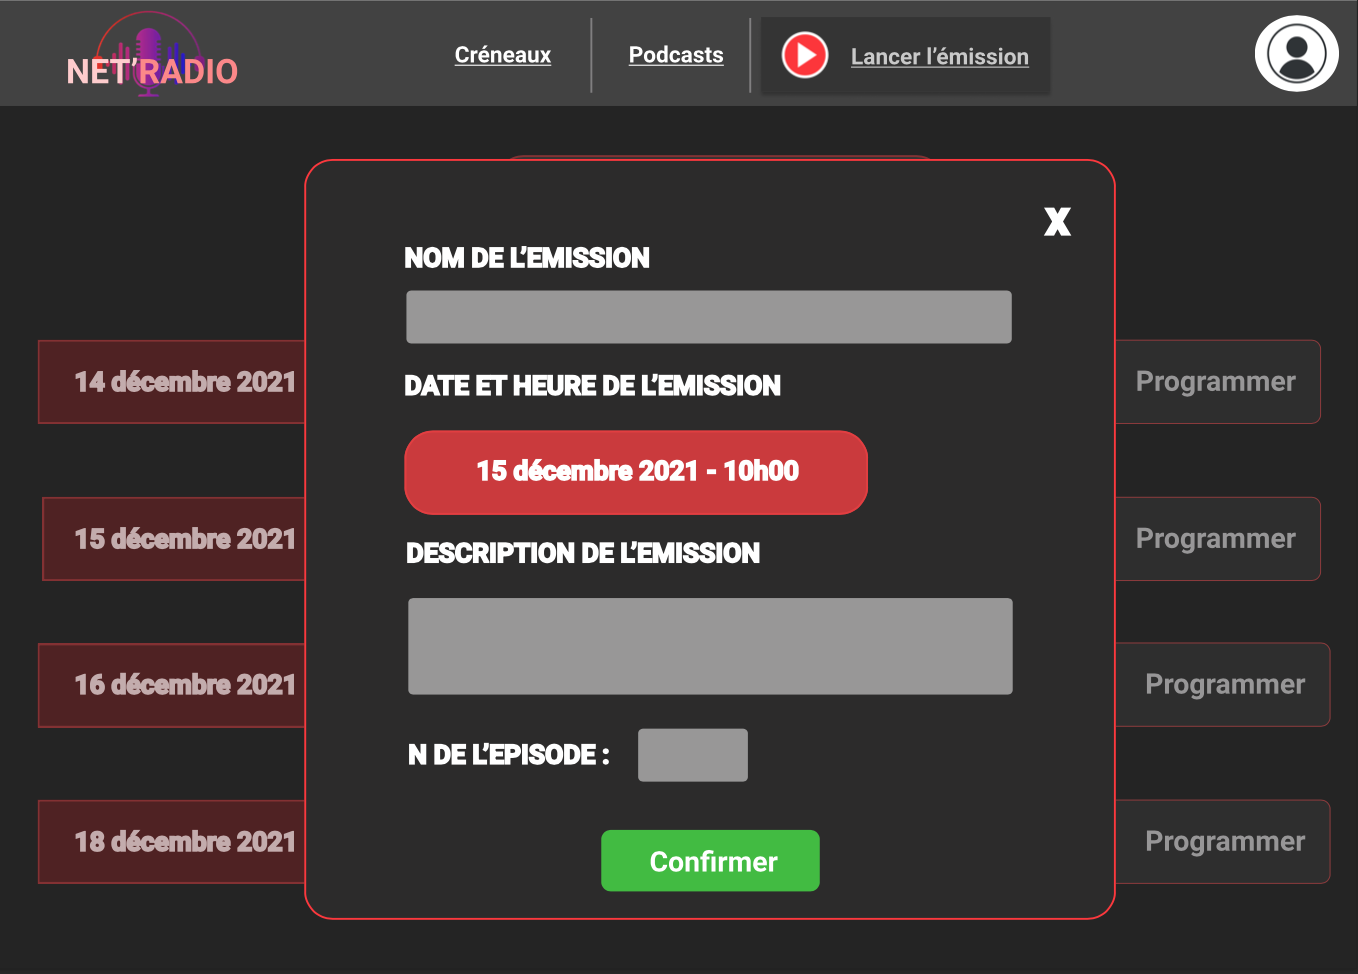 NET’RADIO
Créneaux
Podcasts
Lancer l’émission
X
NOM DE L’EMISSION
DATE ET HEURE DE L’EMISSION
15 décembre 2021 - 10h00
DESCRIPTION DE L’EMISSION
N DE L’EPISODE :
Confirmer
14 décembre 2021
Programmer
15 décembre 2021
Programmer
16 décembre 2021
Programmer
18 décembre 2021
Programmer